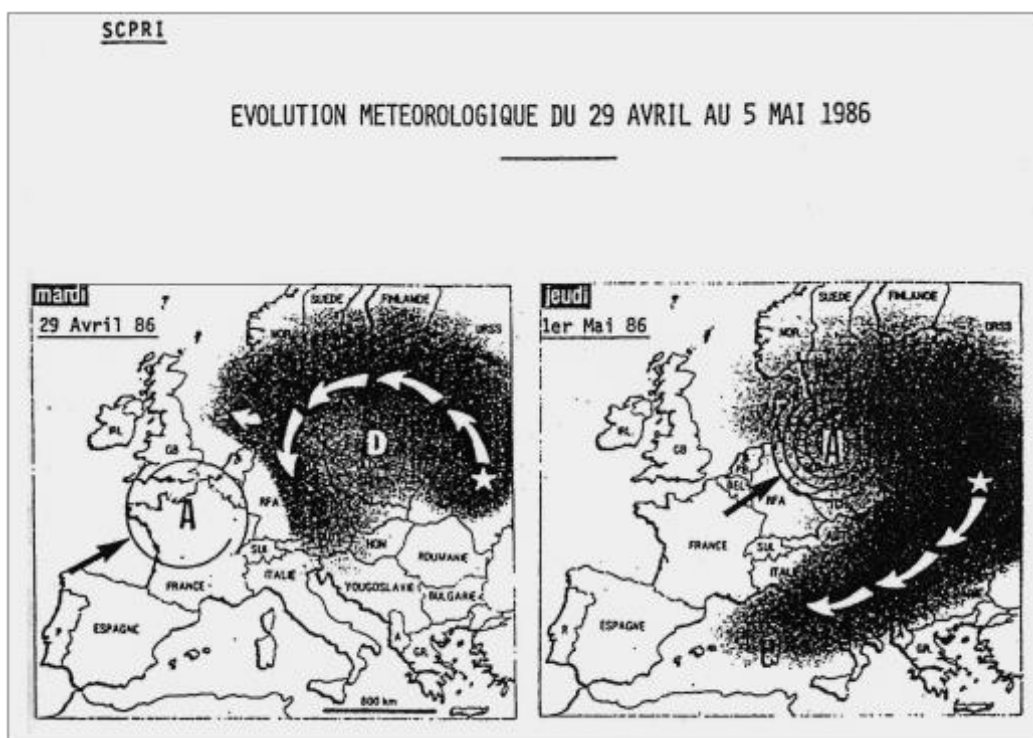 SCPRI
EVOLUTION METEOROLOGIQUE DU 29 AVRIL AU 5 MAI 1986
mardi
29 Avril 86
SUEDE
FINLANDE
NOR.
URSS
IRL
GB
D
A
RFA
SUI
HON
ROUMANIE
FRANCE
ITALIE
YOUGOSLAVIE
BULGARIE
P
ESPAGNE
A
GR.
800 km
jeudi
1er Mai 86
SUEDE
FINLANDE
NOR.
URSS
IRL
GB
A
BEL
RFA
FRANCE
SUI
ITALIE
ESPAGNE
A
GR.